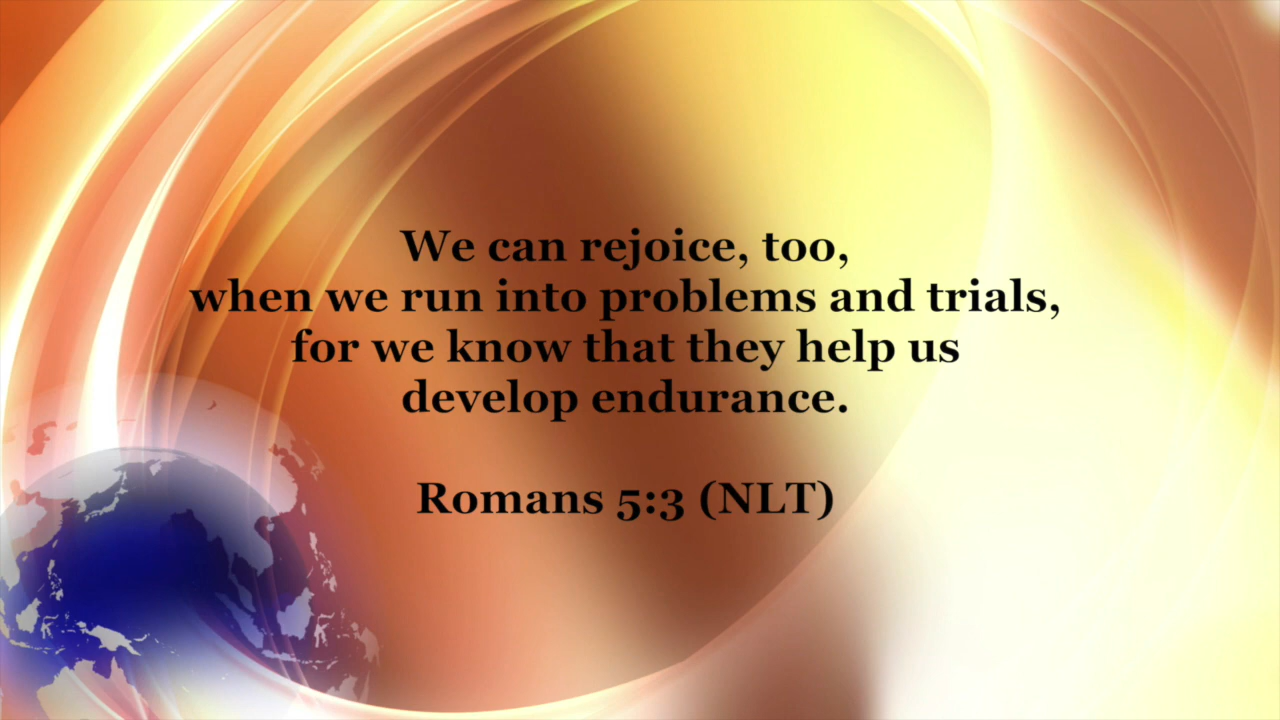 We can rejoice, too,
when we run into problems and trials,
for we know that they help us
develop endurance.
Romans 5:3 (NLT)